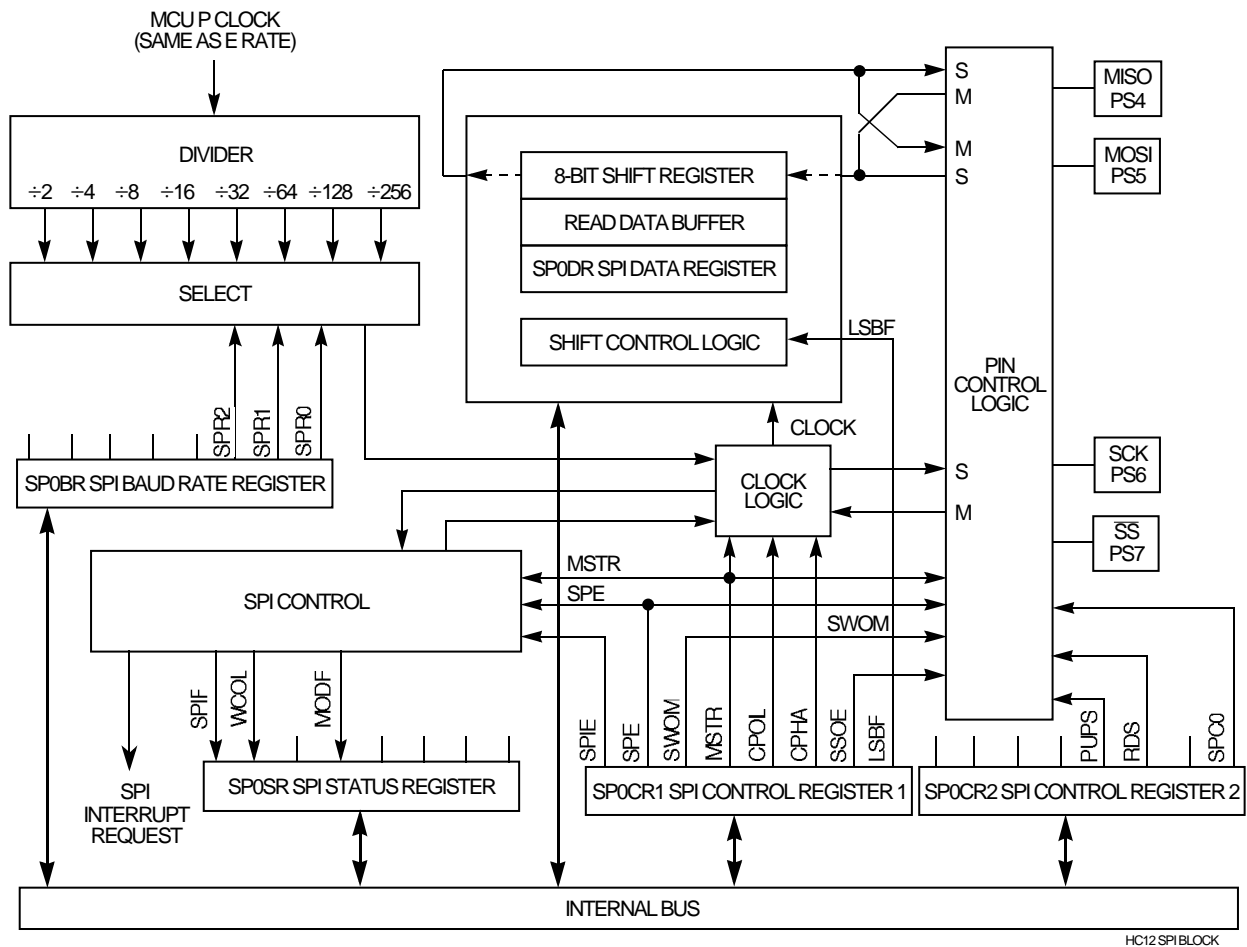 MCU P CLOCK
(SAME AS E RATE)
DIVIDER
÷2 ÷4 ÷8 ÷16 ÷32 ÷64 ÷128 ÷256
SELECT
SPR2
SPR1
SPR0
SP0BR SPI BAUD RATE REGISTER
8-BIT SHIFT REGISTER
READ DATA BUFFER
SP0DR SPI DATA REGISTER
SHIFT CONTROL LOGIC
LSBF
CLOCK
CLOCK
LOGIC
S
M
M
S
PIN
CONTROL
LOGIC
S
M
MISO
PS4
MOSI
PS5
SCK
PS6
SS
PS7
SPI CONTROL
MSTR
SPE
SWOM
SPIF
WCOL
MODF
SPI
INTERRUPT
REQUEST
SP0SR SPI STATUS REGISTER
SPIE
SPE
SWOM
MSTR
CPOL
CPHA
SSOE
LSBF
SP0CR1 SPI CONTROL REGISTER 1
PUPS
RDS
SPC0
SP0CR2 SPI CONTROL REGISTER 2
INTERNAL BUS
HC12 SPI BLOCK